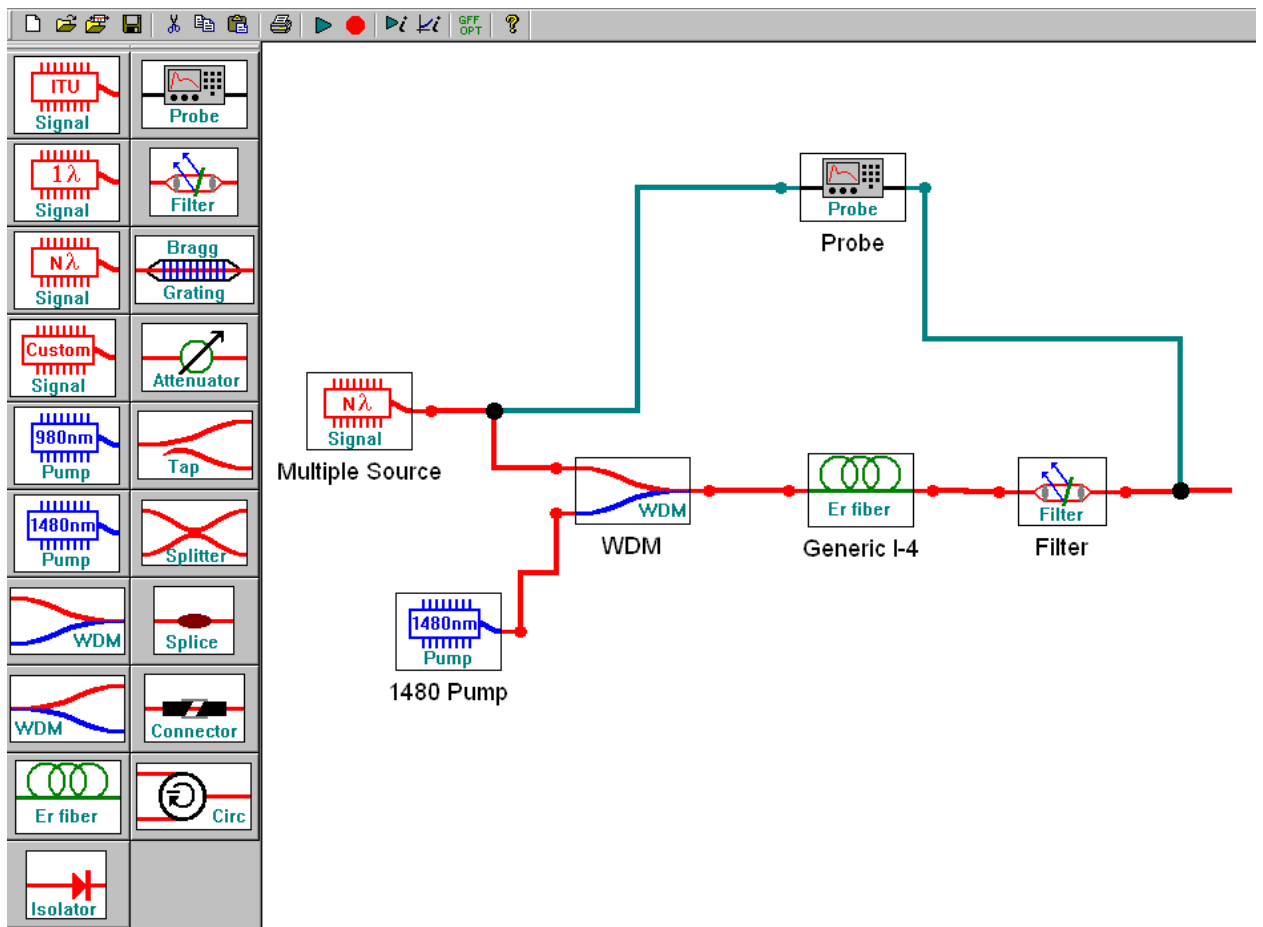 GFF
OPT
ITU
Signal
Probe
1λ
Signal
Filter
Nλ
Signal
Bragg
Grating
Custom
Signal
Attenuator
980nm
Pump
Tap
1480nm
Pump
Splitter
WDM
Splice
WDM
Connector
Er fiber
Circ
Isolator
Probe
Probe
Nλ
Signal
Multiple Source
WDM
WDM
Er fiber
Generic I-4
Filter
Filter
1480nm
Pump
1480 Pump